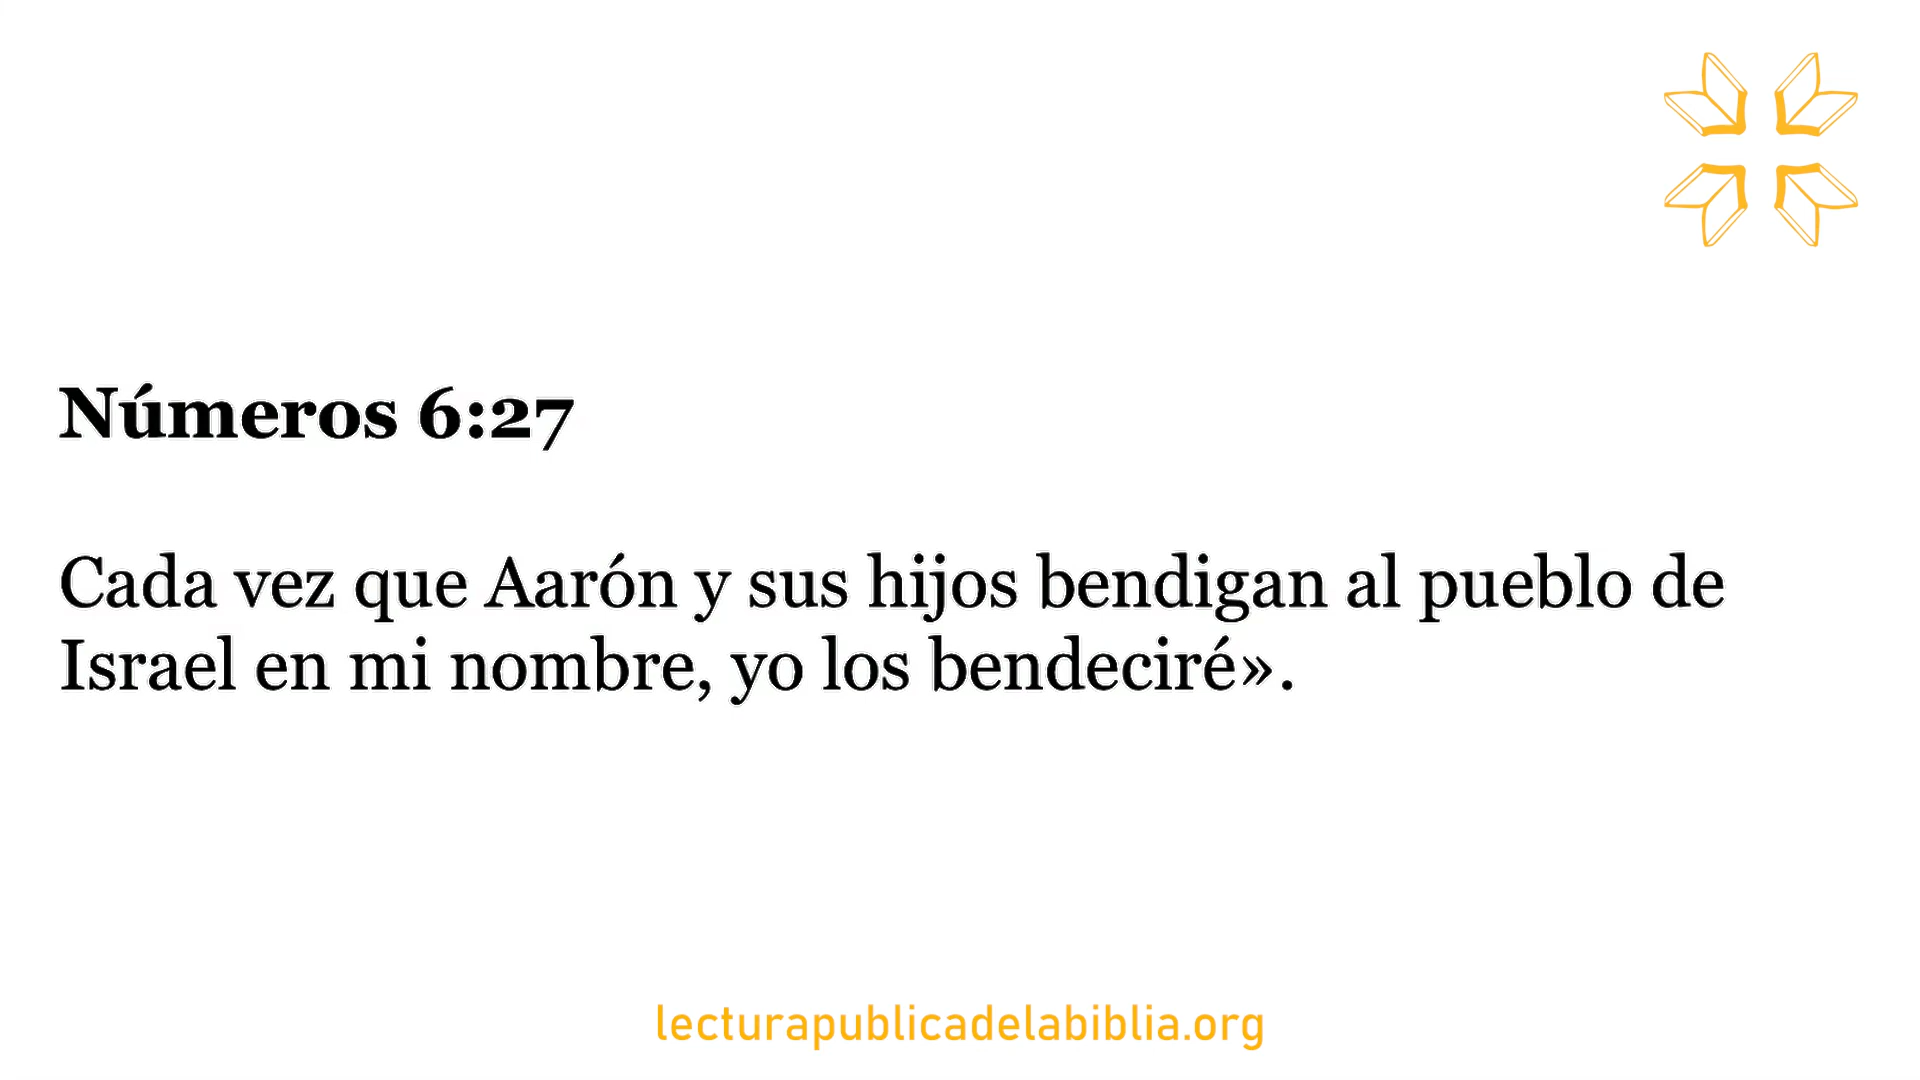 Números 6:27
Cada vez que Aarón y sus hijos bendigan al pueblo de
Israel en mi nombre, yo los bendeciré».
lecturapublicadelabiblia.org